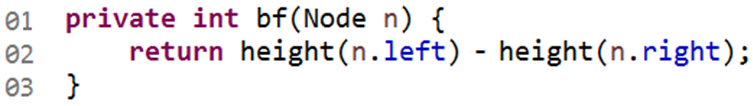 01 private int bf(Node n) {
02 return height(n.left) - height(n.right);
03 }